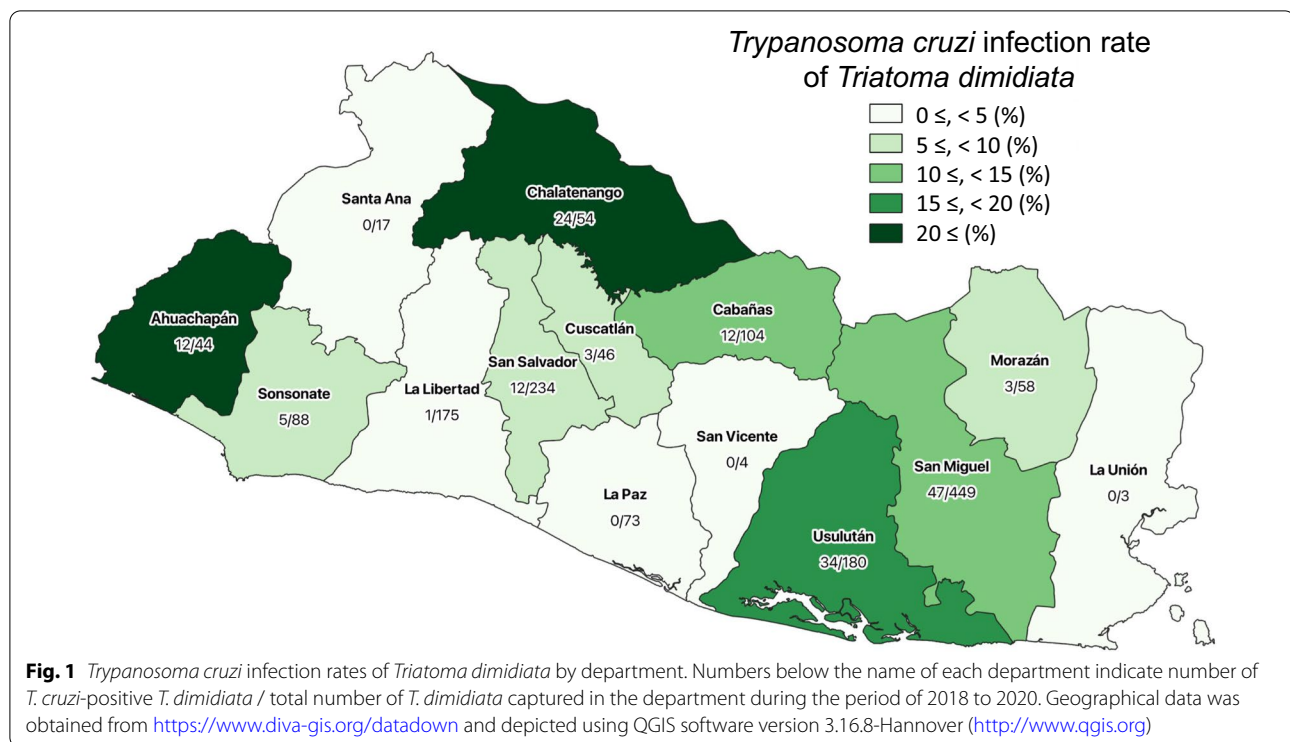 Trypanosoma cruzi infection rate
of Triatoma dimidiata
0 ≤, < 5 (%)
5 ≤, < 10 (%)
10 ≤, < 15 (%)
15 ≤, < 20 (%)
20 ≤ (%)
Santa Ana
0/17
Chalatenango
24/54
Ahuachapán
12/44
Sonsonate
5/88
La Libertad
1/175
San Salvador
12/234
Cuscatlán
3/46
Cabañas
12/104
San Vicente
0/4
La Paz
0/73
Usulután
34/180
San Miguel
47/449
Morazán
3/58
La Unión
0/3
Fig. 1 Trypanosoma cruzi infection rates of Triatoma dimidiata by department. Numbers below the name of each department indicate number of
T. cruzi-positive T. dimidiata / total number of T. dimidiata captured in the department during the period of 2018 to 2020. Geographical data was
obtained from https://www.diva-gis.org/datadown and depicted using QGIS software version 3.16.8-Hannover (http://www.qgis.org)